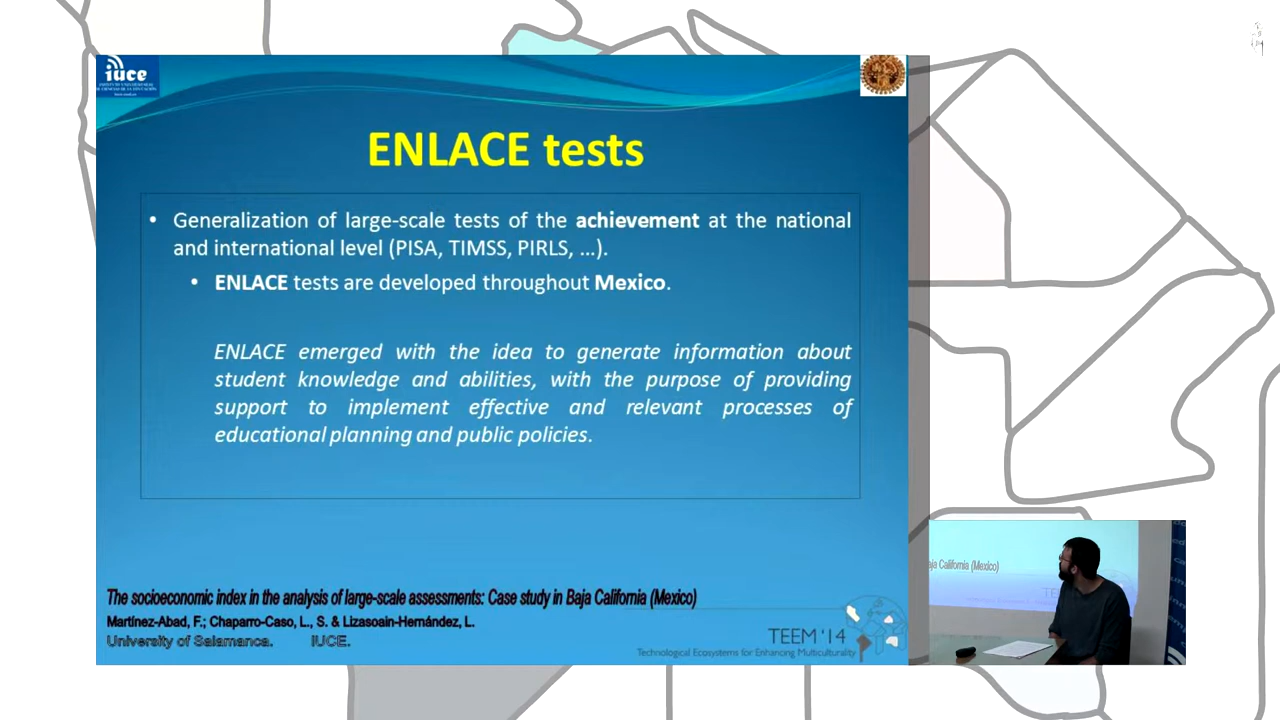 iuce
ENLACE tests
• Generalization of large-scale tests of the achievement at the national
and international level (PISA, TIMSS, PIRLS, ...).
• ENLACE tests are developed throughout Mexico.
ENLACE emerged with the idea to generate information about
student knowledge and abilities, with the purpose of providing
support to implement effective and relevant processes of
educational planning and public policies.
The socioeconomic index in the analysis of large-scale assessments: Case study in Baja California (Mexico)
Martínez-Abad, F.; Chaparro-Caso, L., S. & Lizasoain-Hernández, L.
University of Salamanca. IUCE.
TEEM '14
Technological Ecosystems for Enhancing Multiculturality
aja California (Mexico)